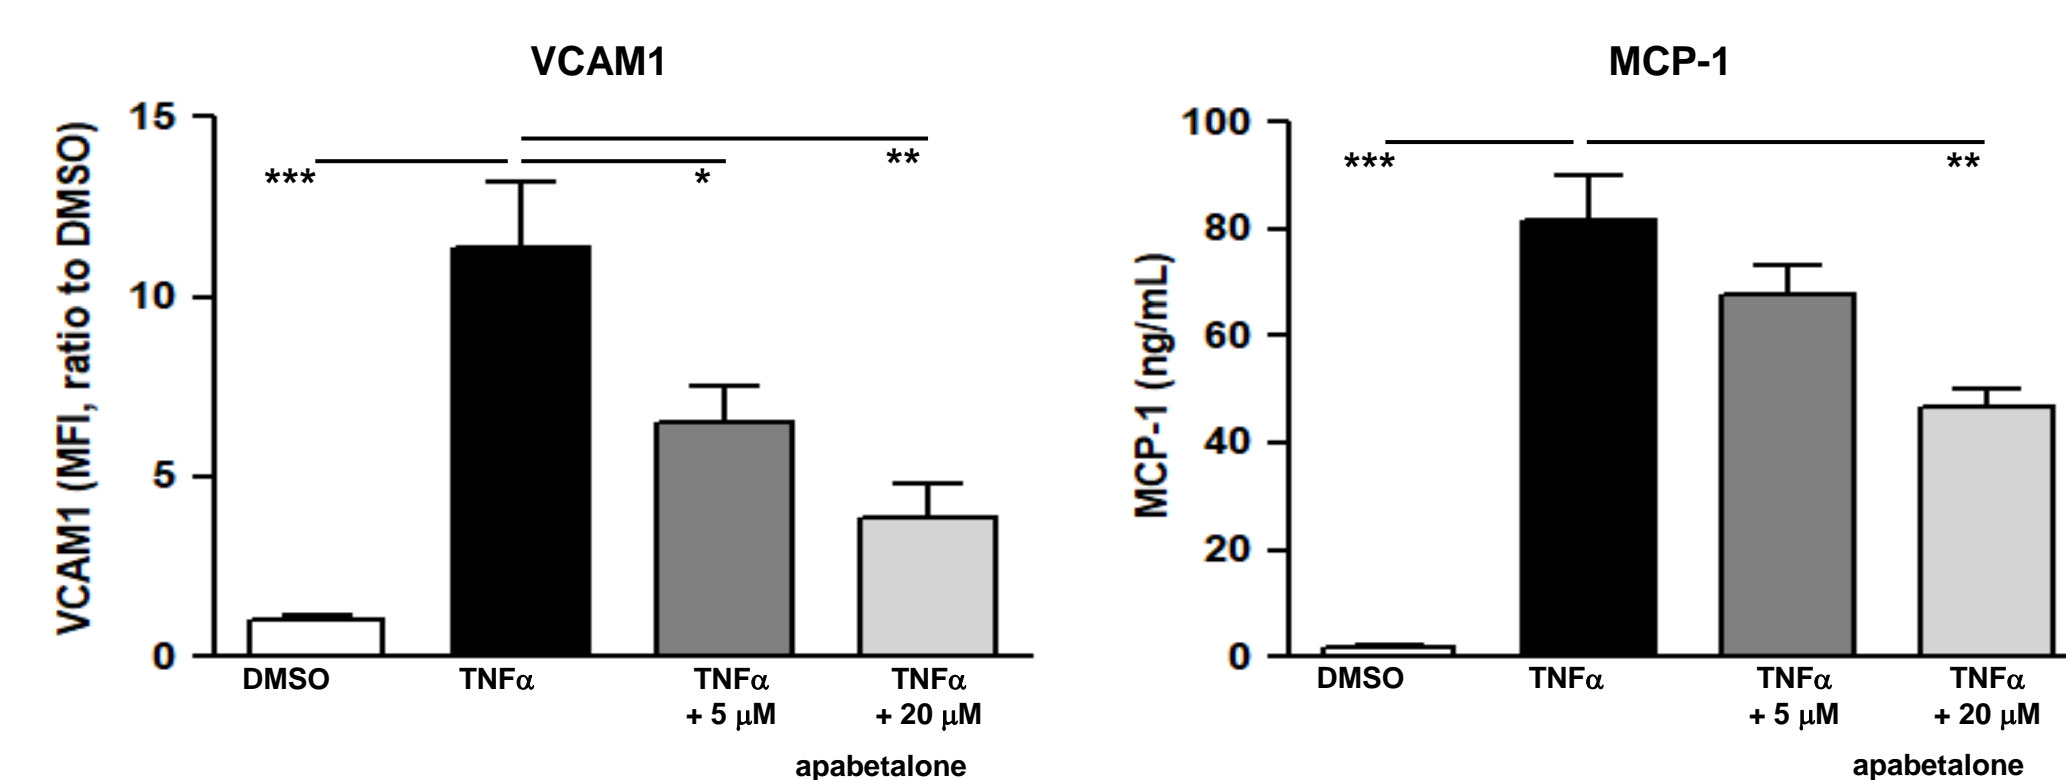 VCAM1
VCAM1 (MFI, ratio to DMSO)
15
10
5
0
***
*
**
DMSO
TNFα
TNFα
+ 5 μM
TNFα
+ 20 μM
apabetalone
MCP-1
MCP-1 (ng/mL)
100
80
60
40
20
0
***
**
DMSO
TNFα
TNFα
+ 5 μM
TNFα
+ 20 μM
apabetalone